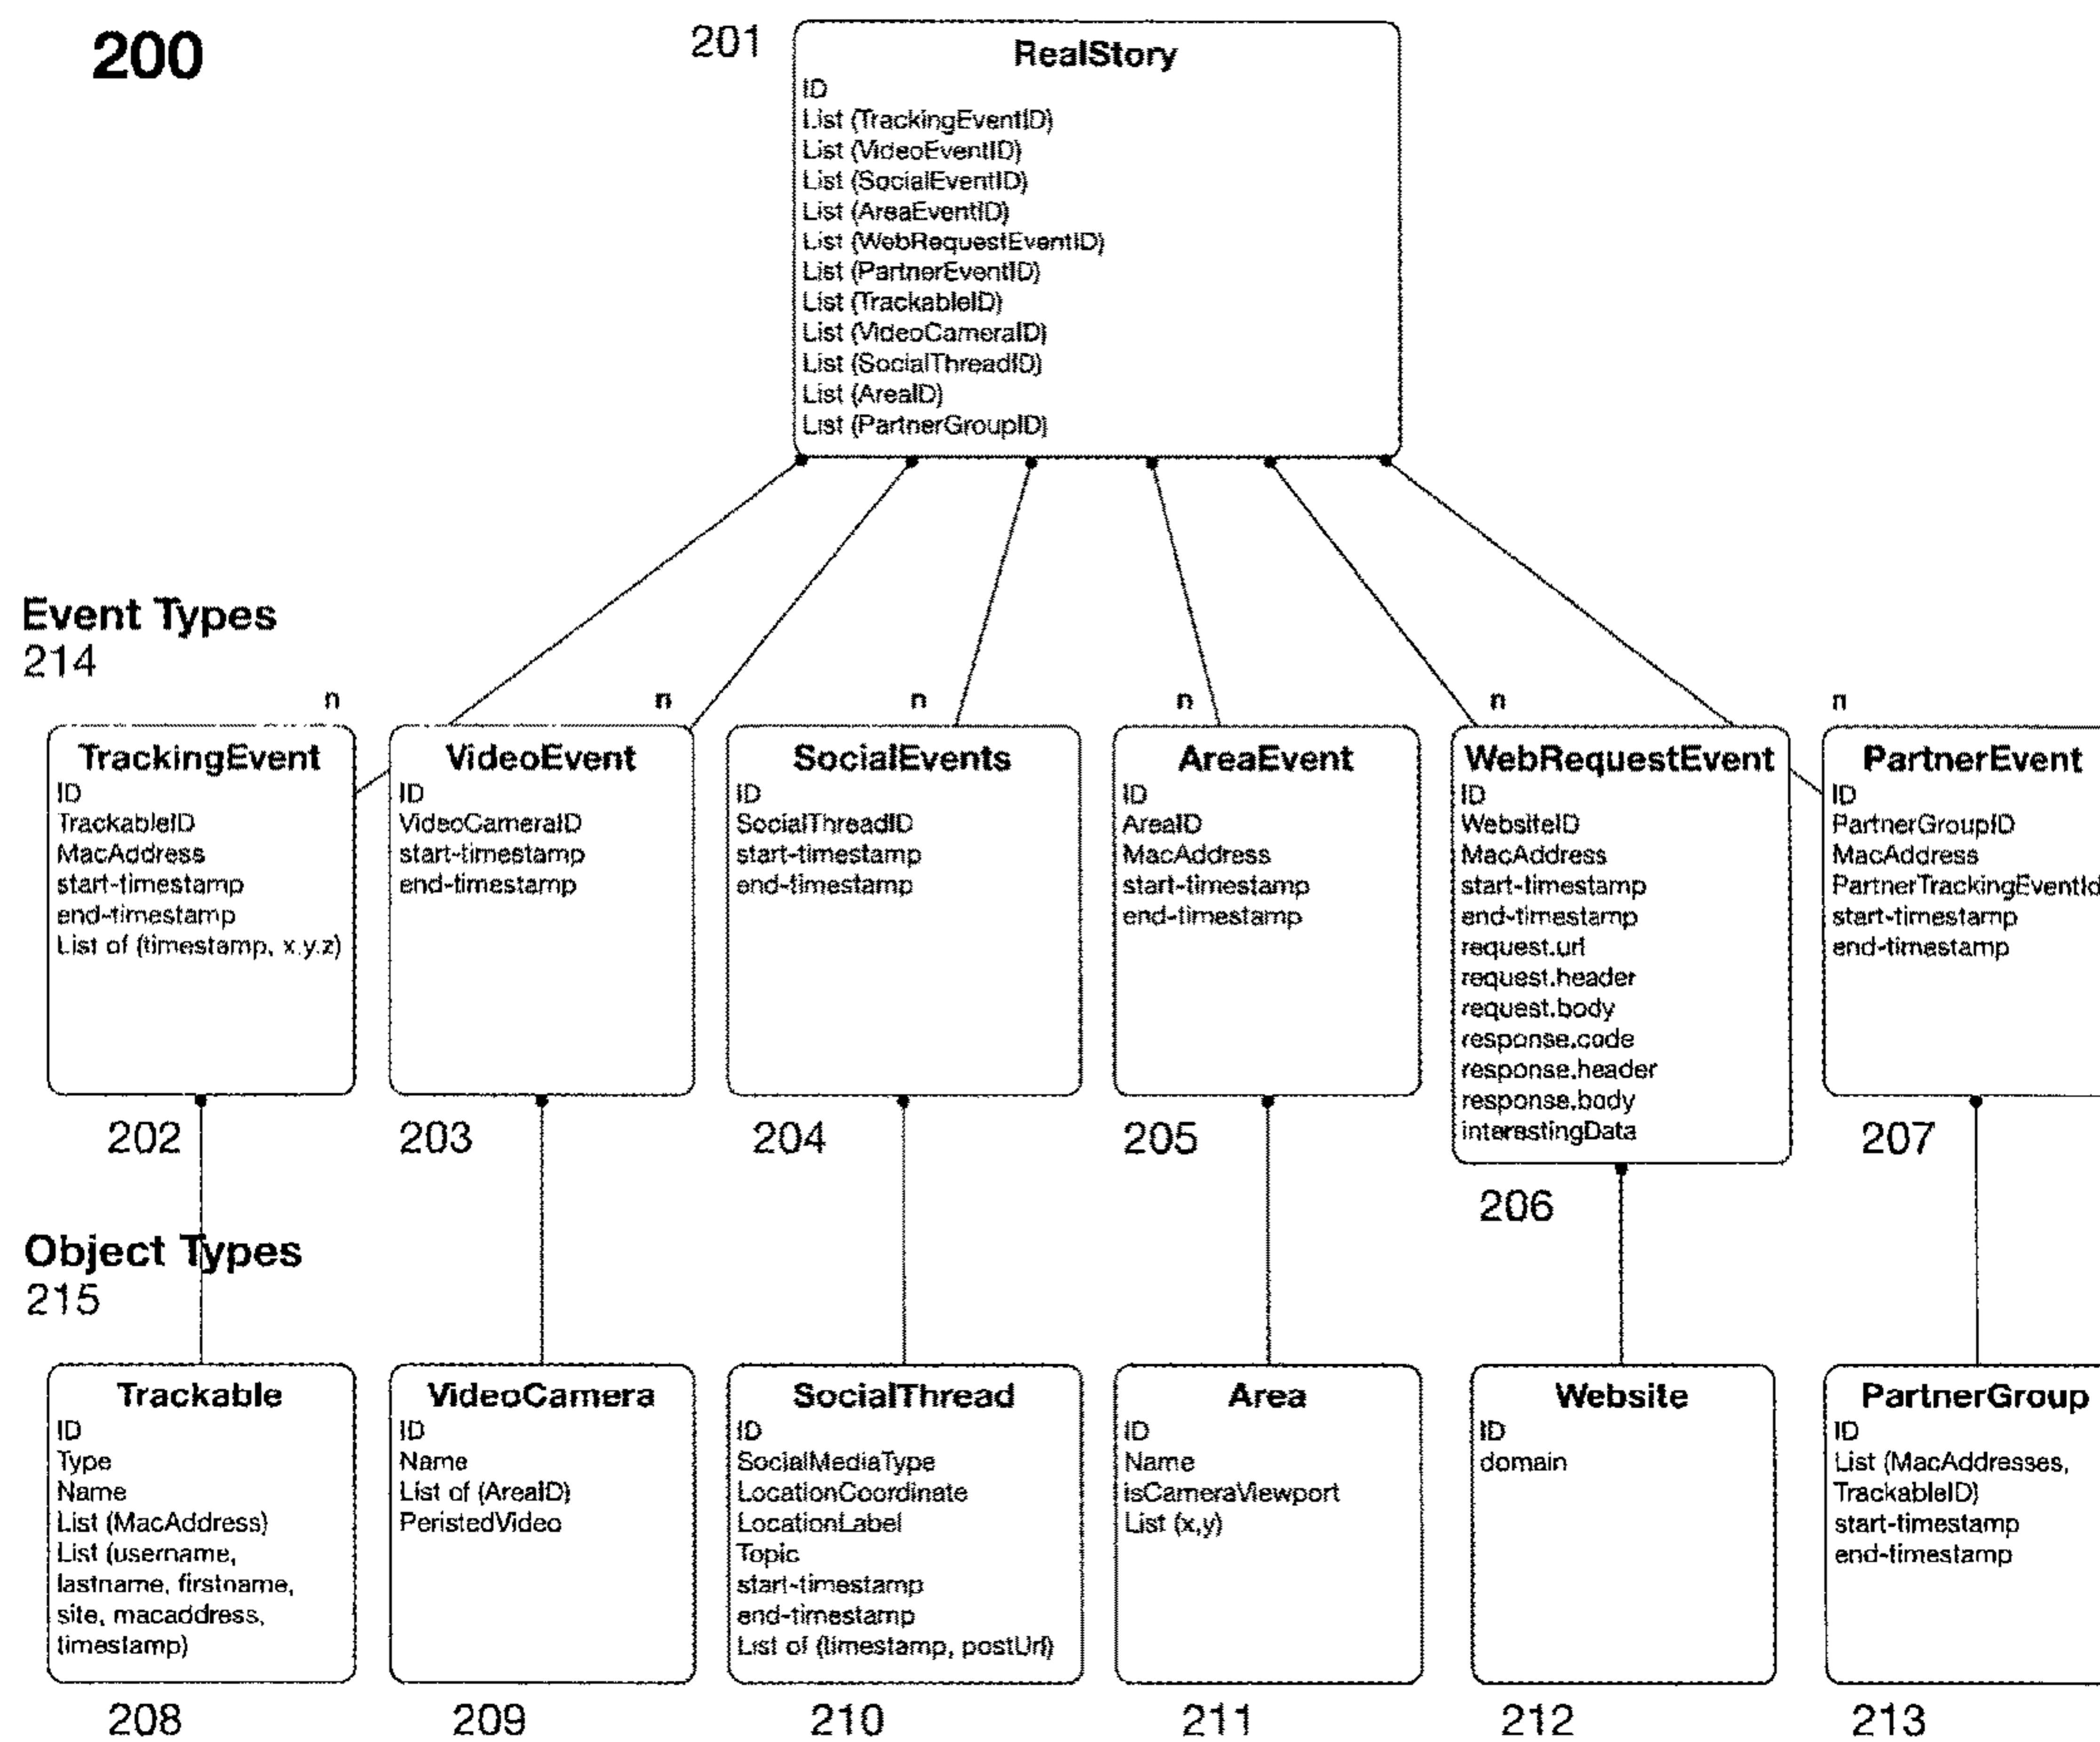 200
201
RealStory
ID
List (TrackingEventID)
List (VideoEventID)
List (SocialEventID)
List (AreaEventID)
List (WebRequestEventID)
List (PartnerEventID)
List (TrackableID)
List (VideoCameraID)
List (SocialThreadID)
List (AreaID)
List (PartnerGroupID)
Event Types
214
n
n
n
n
n
n
TrackingEvent
ID
TrackableID
MacAddress
start-timestamp
end-timestamp
List of (timestamp, x.y.z)
202
VideoEvent
ID
VideoCameraID
start-timestamp
end-timestamp
203
SocialEvents
ID
SocialThreadID
start-timestamp
end-timestamp
204
AreaEvent
ID
AreaID
MacAddress
start-timestamp
end-timestamp
205
WebRequestEvent
ID
WebsiteID
MacAddress
start-timestamp
end-timestamp
request.url
request.header
request.body
response.code
response.header
response.body
interestingData
206
PartnerEvent
ID
PartnerGroupID
MacAddress
PartnerTrackingEventId
start-timestamp
end-timestamp
207
Object Types
215
Trackable
ID
Type
Name
List (MacAddress)
List (username,
lastname, firstname,
site, macaddress,
timestamp)
208
VideoCamera
ID
Name
List of (AreaID)
PeristedVideo
209
SocialThread
ID
SocialMediaType
LocationCoordinate
LocationLabel
Topic
start-timestamp
end-timestamp
List of (timestamp, postUrl)
210
Area
ID
Name
isCameraViewport
List (x,y)
211
Website
ID
domain
212
PartnerGroup
ID
List (MacAddresses,
TrackableID)
start-timestamp
end-timestamp
213